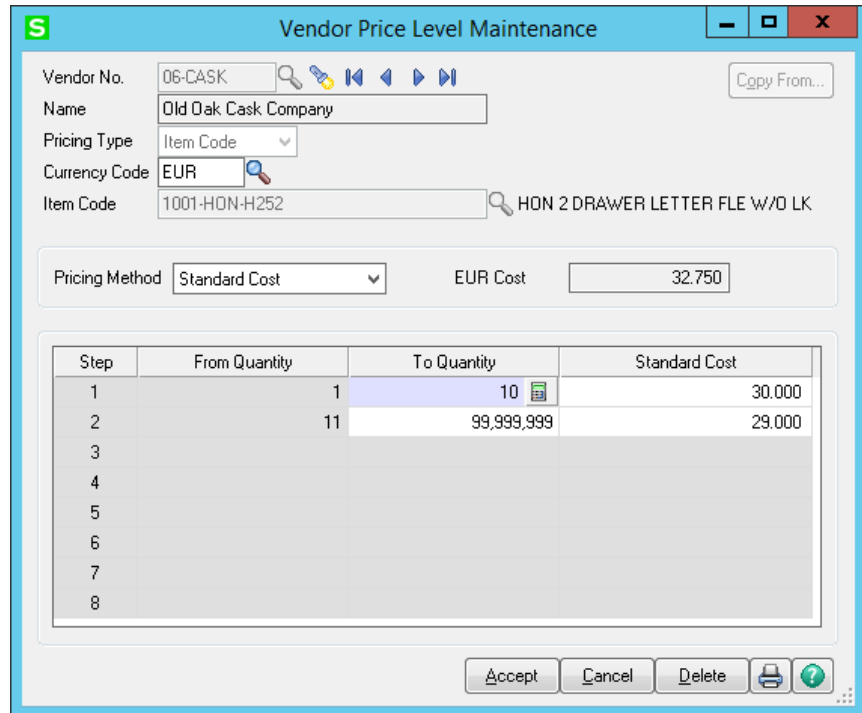 S Vendor Price Level Maintenance
Vendor No. 06-CASK Copy From...
Name Old Oak Cask Company
Pricing Type Item Code
Currency Code EUR
Item Code 1001-HON-H252 HON 2 DRAWER LETTER FLE W/O LK
Pricing Method Standard Cost EUR Cost 32.750
Step From Quantity To Quantity Standard Cost
1 1 10 30.000
2 11 99,999,999 29.000
3
4
5
6
7
8
Accept Cancel Delete ?